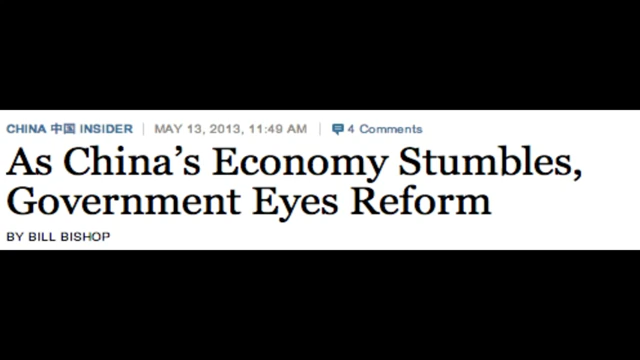 CHINA 中国 INSIDER | MAY 13, 2013, 11:49 AM | 4 Comments
As China's Economy Stumbles,
Government Eyes Reform
BY BILL BISHOP